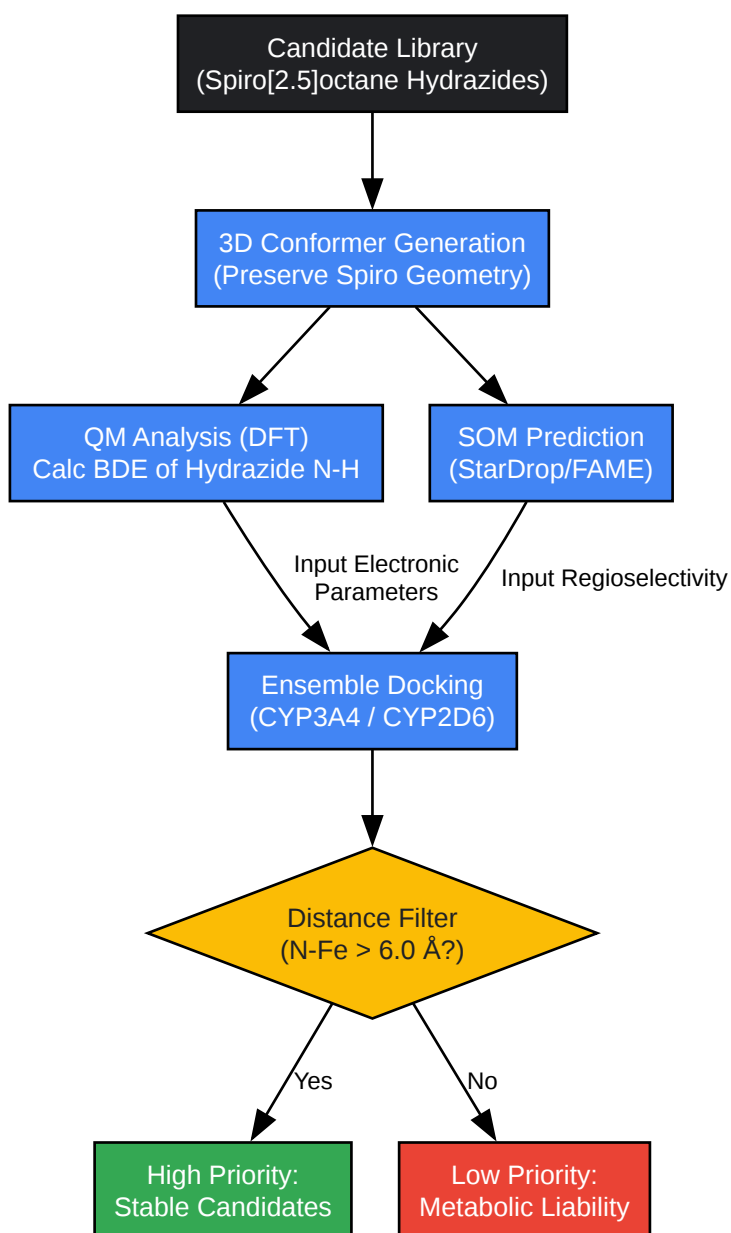 Candidate Library
(Spiro[2.5]octane Hydrazides)
3D Conformer Generation
(Preserve Spiro Geometry)
QM Analysis (DFT)
Calc BDE of Hydrazide N-H
SOM Prediction
(StarDrop/FAME)
Input Electronic
Parameters
Input Regioselectivity
Ensemble Docking
(CYP3A4 / CYP2D6)
Distance Filter
(N-Fe > 6.0 Å?)
Yes
No
High Priority:
Stable Candidates
Low Priority:
Metabolic Liability